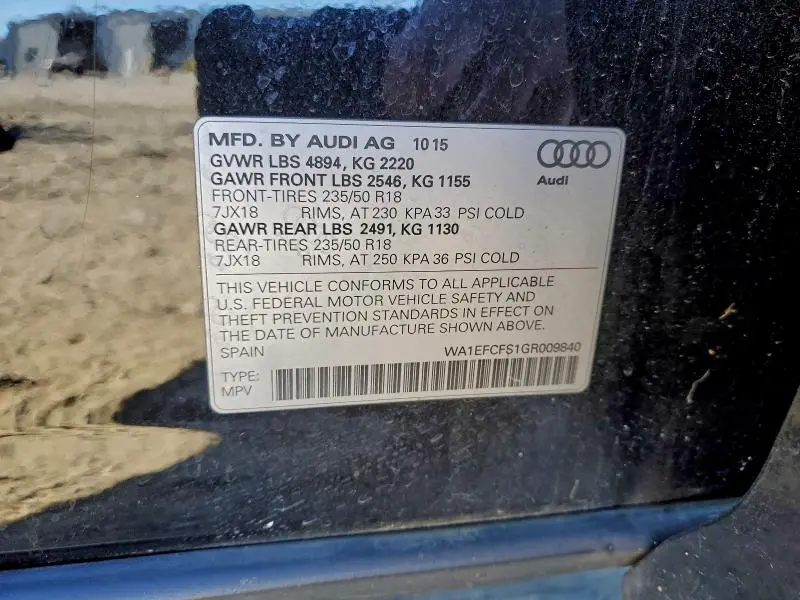 MFD. BY AUDI AG 10 15
GVWR LBS 4894, KG 2220
GAWR FRONT LBS 2546, KG 1155
FRONT-TIRES 235/50 R18
7JX18 RIMS, AT 230 KPA 33 PSI COLD
GAWR REAR LBS 2491, KG 1130
REAR-TIRES 235/50 R18
7JX18 RIMS, AT 250 KPA 36 PSI COLD
Audi
THIS VEHICLE CONFORMS TO ALL APPLICABLE
U.S. FEDERAL MOTOR VEHICLE SAFETY AND
THEFT PREVENTION STANDARDS IN EFFECT ON
THE DATE OF MANUFACTURE SHOWN ABOVE.
SPAIN WA1EFCFS1GR009840
TYPE:
MPV